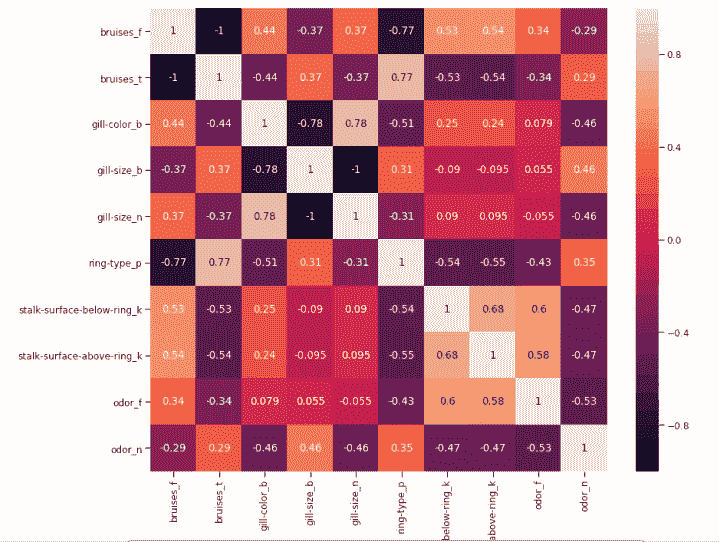 bruises_f 1 -1 0.44 -0.37 0.37 -0.77 0.53 0.54 0.34 -0.29
bruises_t -1 1 -0.44 0.37 -0.37 0.77 -0.53 -0.54 -0.34 0.29
gill-color_b 0.44 -0.44 1 -0.78 0.78 -0.51 0.25 0.24 0.079 -0.46
gill-size_b -0.37 0.37 -0.78 1 -1 0.31 -0.09 -0.095 0.055 0.46
gill-size_n 0.37 -0.37 0.78 -1 1 -0.31 0.09 0.095 -0.055 -0.46
ring-type_p -0.77 0.77 -0.51 0.31 -0.31 1 -0.54 -0.55 -0.43 0.35
stalk-surface-below-ring_k 0.53 -0.53 0.25 -0.09 0.09 -0.54 1 0.68 0.6 -0.47
stalk-surface-above-ring_k 0.54 -0.54 0.24 -0.095 0.095 -0.55 0.68 1 0.58 -0.47
odor_f 0.34 -0.34 0.079 0.055 -0.055 -0.43 0.6 0.58 1 -0.53
odor_n -0.29 0.29 -0.46 0.46 -0.46 0.35 -0.47 -0.47 -0.53 1
bruises_f bruises_t gill-color_b gill-size_b gill-size_n ring-type_p below-ring_k above-ring_k odor_f odor_n
0.8
0.4
0.0
−0.4
−0.8